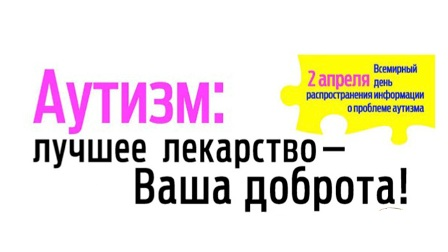 Аутизм:
лучшее лекарство –
Ваша доброта!
2 апреля Всемирный день
распространения информации
о проблеме аутизма